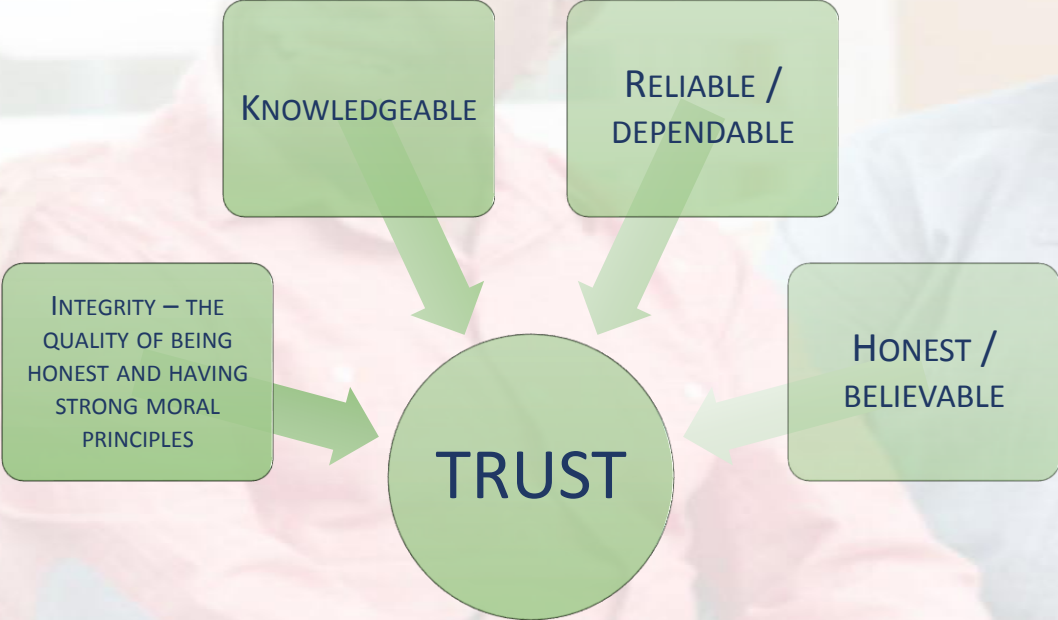 KNOWLEDGEABLE
RELIABLE /
DEPENDABLE
INTEGRITY – THE
QUALITY OF BEING
HONEST AND HAVING
STRONG MORAL
PRINCIPLES
HONEST /
BELIEVABLE
TRUST